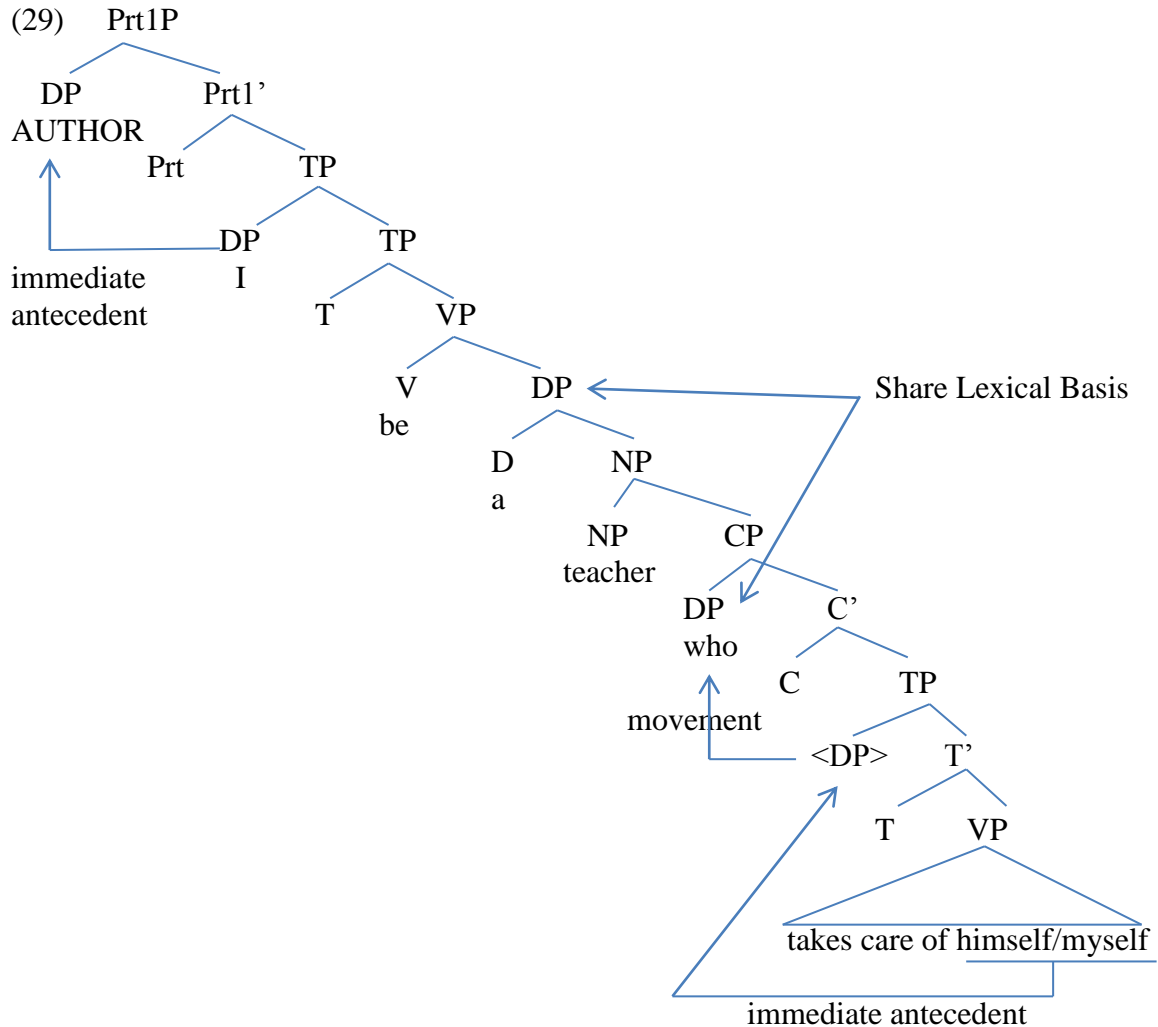 (29) Prt1P
DP Prt1’
AUTHOR
Prt TP
DP TP
immediate I
antecedent T VP
V DP Share Lexical Basis
be
D NP
a
NP CP
teacher
DP C’
who
C TP
movement
<DP> T’
T VP
takes care of himself/myself
immediate antecedent